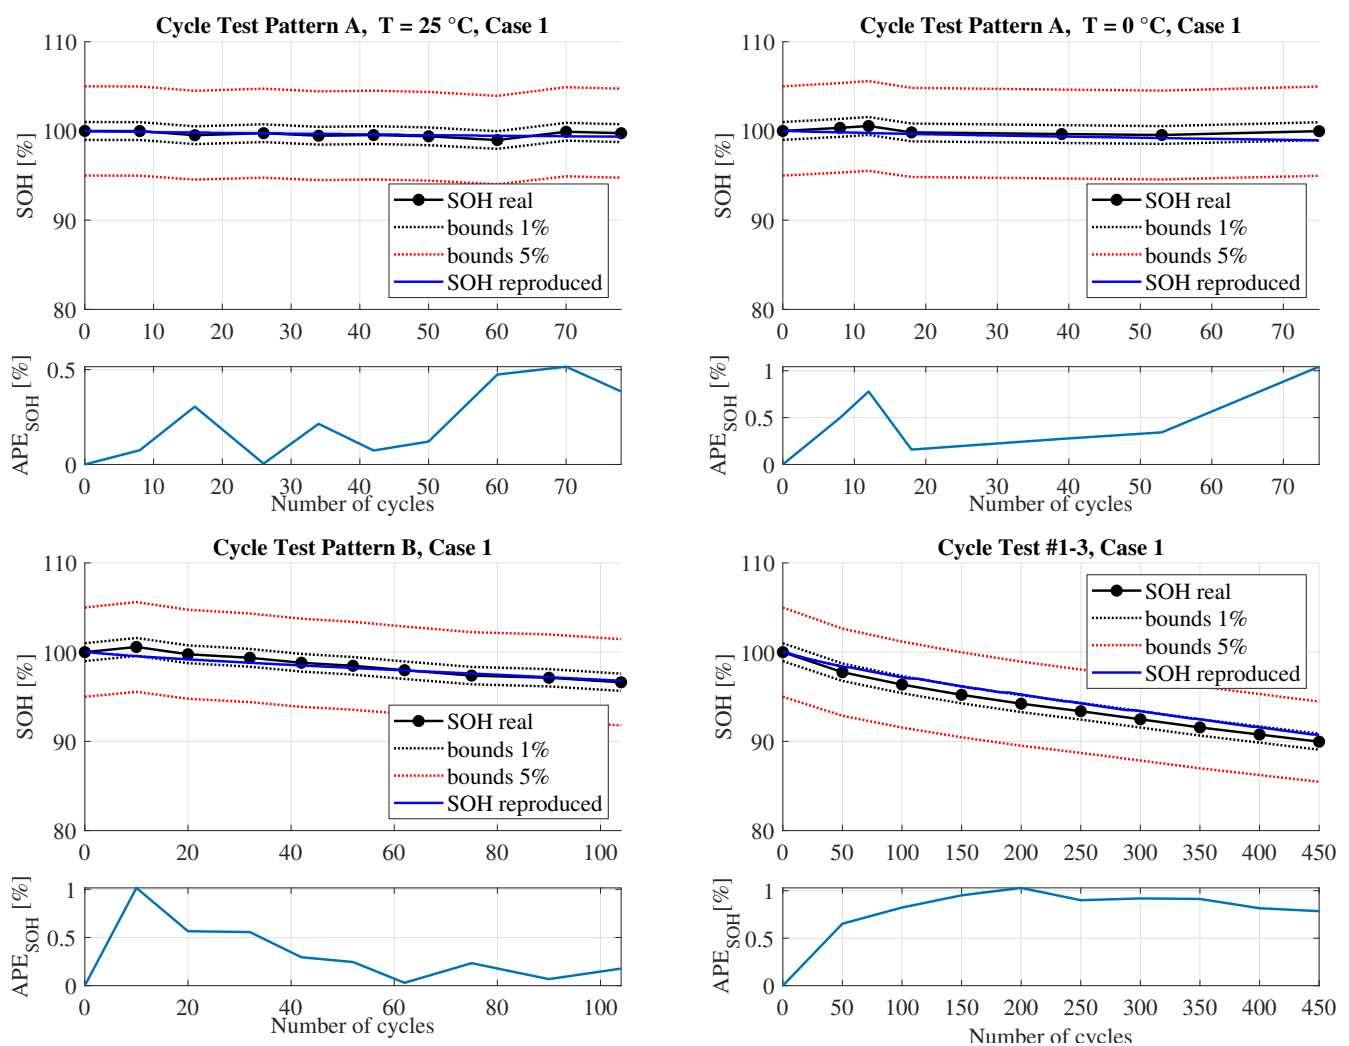 Cycle Test Pattern A, T = 25 °C, Case 1
110
100
90
80
SOH [%]
SOH real
bounds 1%
bounds 5%
SOH reproduced
0 10 20 30 40 50 60 70
0.5
0
APE_SOH [%]
0 10 20 30 40 50 60 70
Number of cycles
Cycle Test Pattern A, T = 0 °C, Case 1
110
100
90
80
SOH [%]
SOH real
bounds 1%
bounds 5%
SOH reproduced
0 10 20 30 40 50 60 70
1
0.5
0
APE_SOH [%]
0 10 20 30 40 50 60 70
Number of cycles
Cycle Test Pattern B, Case 1
110
100
90
80
SOH [%]
SOH real
bounds 1%
bounds 5%
SOH reproduced
0 20 40 60 80 100
1
0.5
0
APE_SOH [%]
0 20 40 60 80 100
Number of cycles
Cycle Test #1-3, Case 1
110
100
90
80
SOH [%]
SOH real
bounds 1%
bounds 5%
SOH reproduced
0 50 100 150 200 250 300 350 400 450
1
0.5
0
APE_SOH [%]
0 50 100 150 200 250 300 350 400 450
Number of cycles